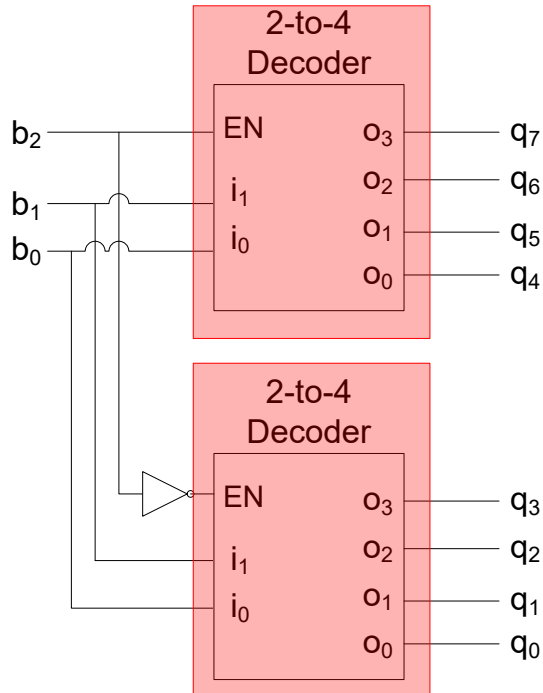 2-to-4
Decoder
b₂ EN o₃ q₇
o₂ q₆
b₁ i₁
b₀ i₀ o₁ q₅
o₀ q₄
2-to-4
Decoder
EN o₃ q₃
i₁ o₂ q₂
i₀ o₁ q₁
o₀ q₀